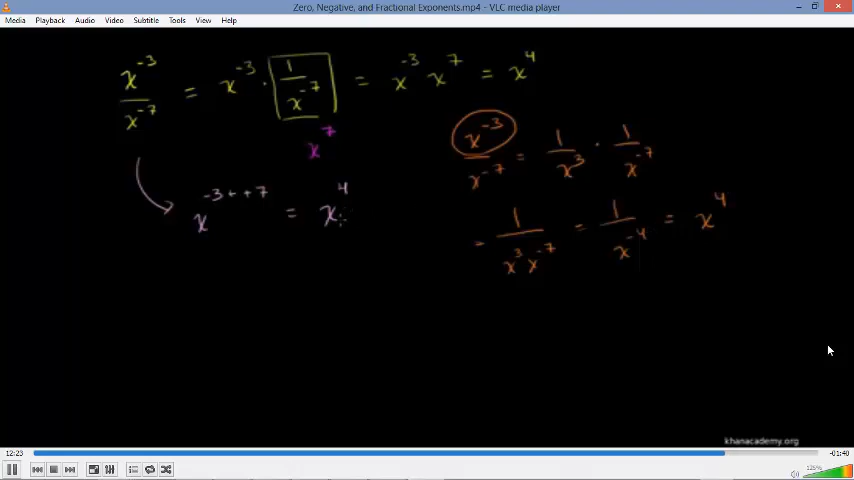 Zero, Negative, and Fractional Exponents.mp4 - VLC media player
Media Playback Audio Video Subtitle Tools View Help
x^-3 / x^-7 = x^-3 · 1 / x^-7 = x^-3 x^7 = x^4
x^7
x^-3 / x^-7 = 1 / x^3 · 1 / x^-7
x^-3++7 = x^4
= 1 / x^3 x^-7 = 1 / x^-4 = x^4
khanacademy.org
12:23 -01:40
125%